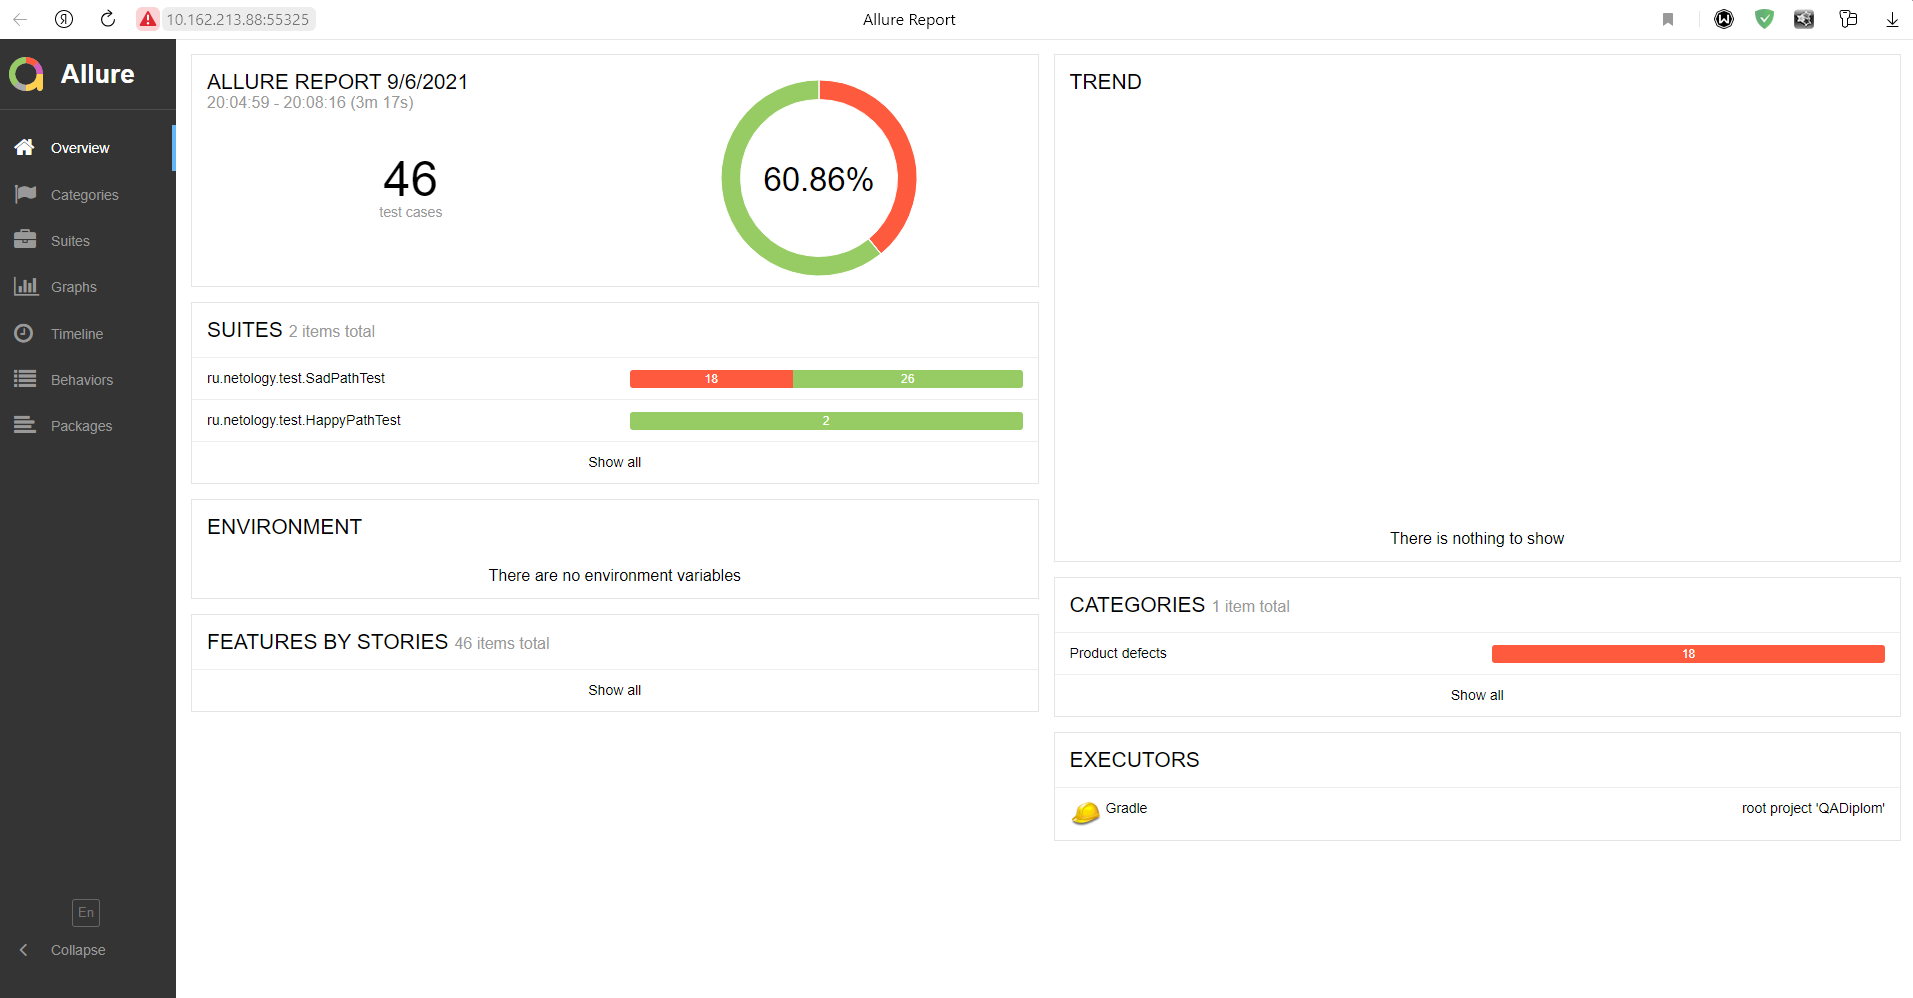 10.162.213.88:55325
Allure Report
Allure
Overview
Categories
Suites
Graphs
Timeline
Behaviors
Packages
En
Collapse
ALLURE REPORT 9/6/2021
20:04:59 - 20:08:16 (3m 17s)
46
test cases
60.86%
SUITES 2 items total
ru.netology.test.SadPathTest 18 26
ru.netology.test.HappyPathTest 2
Show all
ENVIRONMENT
There are no environment variables
FEATURES BY STORIES 46 items total
Show all
TREND
There is nothing to show
CATEGORIES 1 item total
Product defects 18
Show all
EXECUTORS
Gradle root project 'QADiplom'